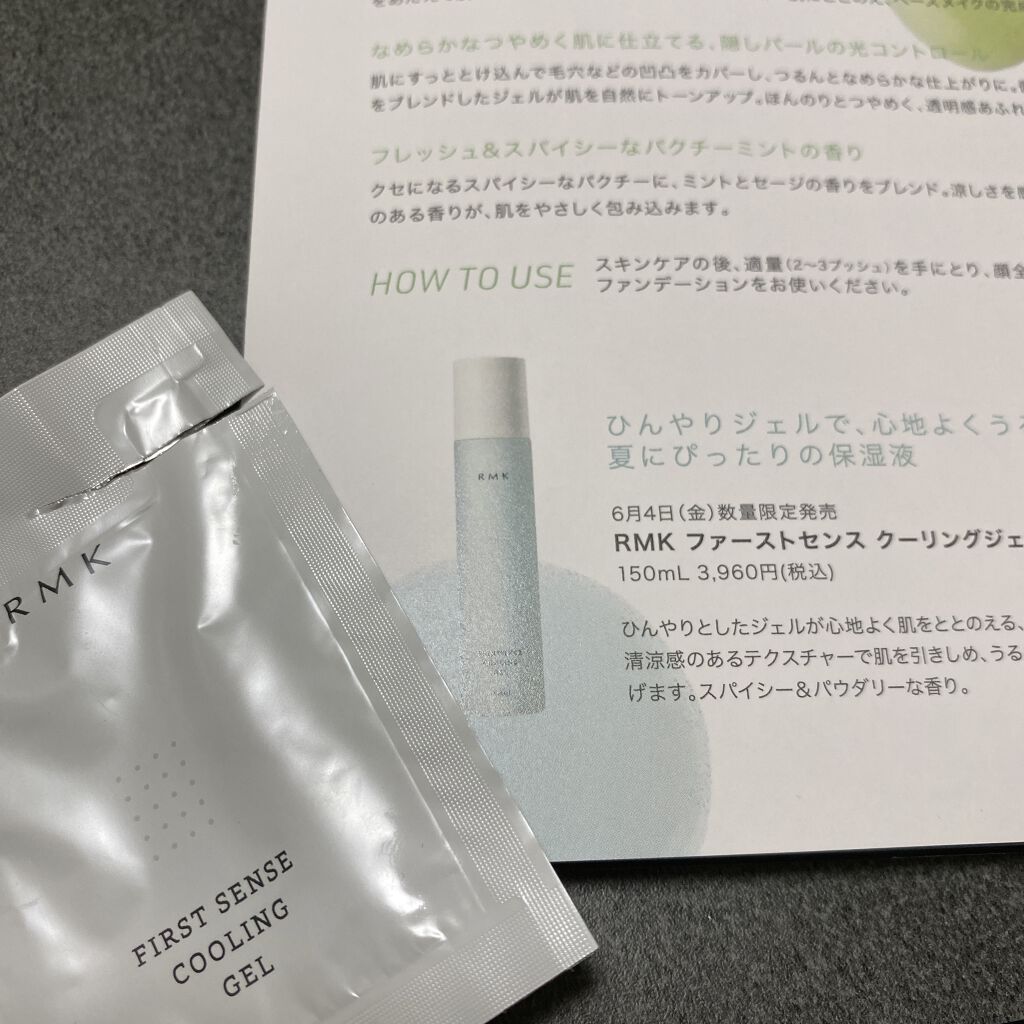 なめらかなつやめく肌に仕立てる、隠しパールの光コントロール
肌にすっととけ込んで毛穴などの凹凸をカバーし、つるんとなめらかな仕上がりに。
をブレンドしたジェルが肌を自然にトーンアップ。ほんのりとつやめく、透明感あふれ
フレッシュ&スパイシーなパクチーミントの香り
クセになるスパイシーなパクチーに、ミントとセージの香りをブレンド。涼しさを
のある香りが、肌をやさしく包み込みます。
HOW TO USE
スキンケアの後、適量(2〜3プッシュ)を手にとり、顔全
ファンデーションをお使いください。
RMK
ひんやりジェルで、心地よくうる
夏にぴったりの保湿液
6月4日(金)数量限定発売
RMK ファーストセンス クーリングジェ
150mL 3,960円(税込)
ひんやりとしたジェルが心地よく肌をととのえる、
清涼感のあるテクスチャーで肌を引きしめ、うる
げます。スパイシー&パウダリーな香り。
RMK
FIRST SENSE
COOLING
GEL